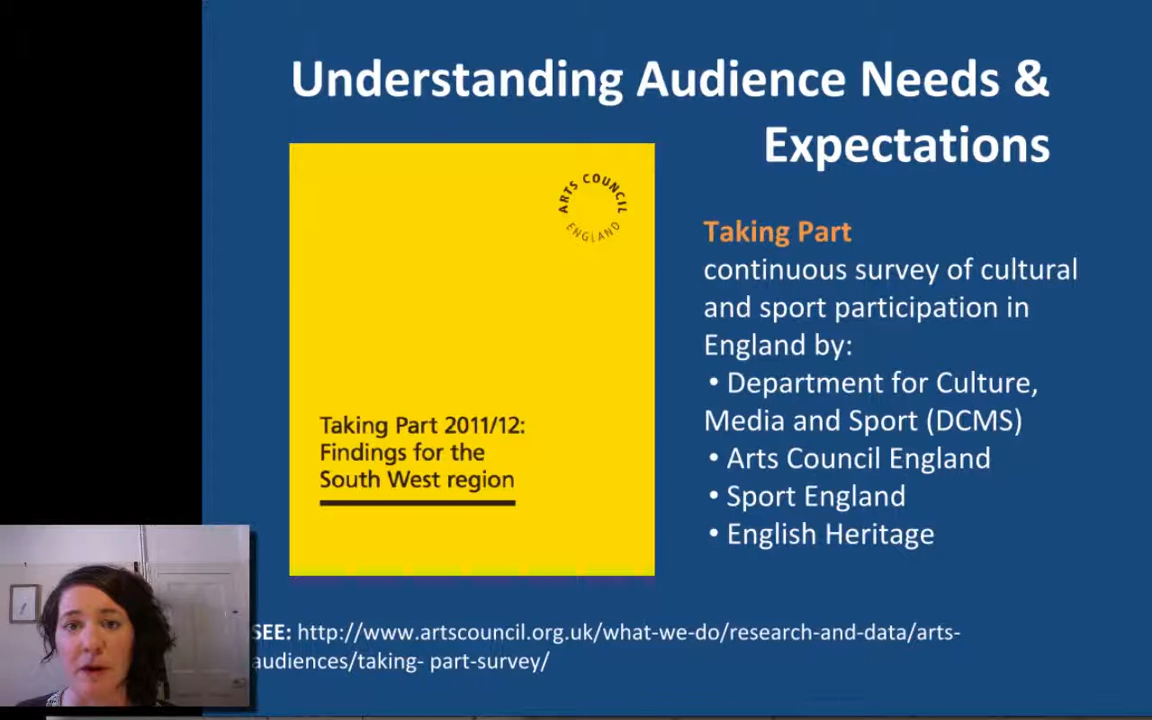 Understanding Audience Needs &
Expectations
ARTS COUNCIL
ENGLAND
Taking Part 2011/12:
Findings for the
South West region
Taking Part
continuous survey of cultural
and sport participation in
England by:
• Department for Culture,
Media and Sport (DCMS)
• Arts Council England
• Sport England
• English Heritage
SEE: http://www.artscouncil.org.uk/what-we-do/research-and-data/arts-
audiences/taking- part-survey/